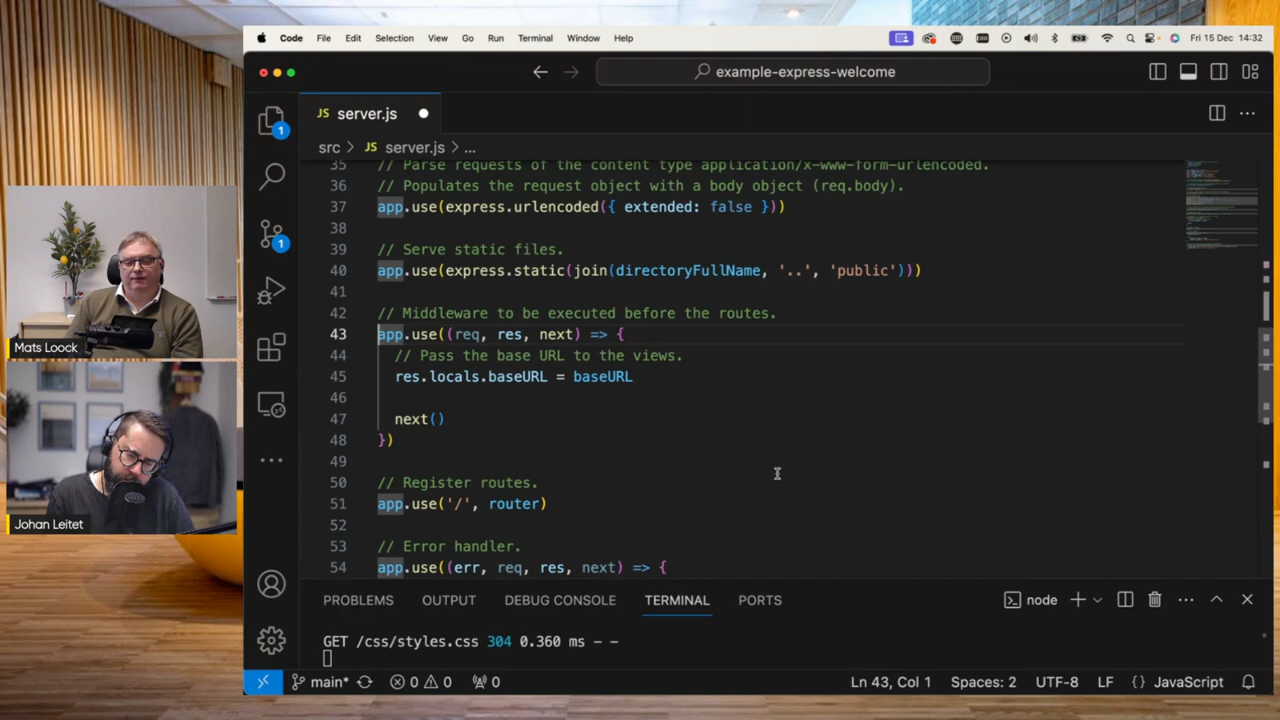 Code File Edit Selection View Go Run Terminal Window Help Fri 15 Dec 14:32
example-express-welcome
JS server.js
src > JS server.js > ...
35 // Parse requests of the content type application/x-www-form-urlencoded.
36 // Populates the request object with a body object (req.body).
37 app.use(express.urlencoded({ extended: false }))
38
39 // Serve static files.
40 app.use(express.static(join(directoryFullName, '..', 'public')))
41
42 // Middleware to be executed before the routes.
43 app.use((req, res, next) => {
44 // Pass the base URL to the views.
45 res.locals.baseURL = baseURL
46
47 next()
48 })
49
50 // Register routes.
51 app.use('/', router)
52
53 // Error handler.
54 app.use((err, req, res, next) => {
1
1
Mats Loock
Johan Leitet
PROBLEMS OUTPUT DEBUG CONSOLE TERMINAL PORTS node
GET /css/styles.css 304 0.360 ms - -
main* 0 0 0 Ln 43, Col 1 Spaces: 2 UTF-8 LF {} JavaScript